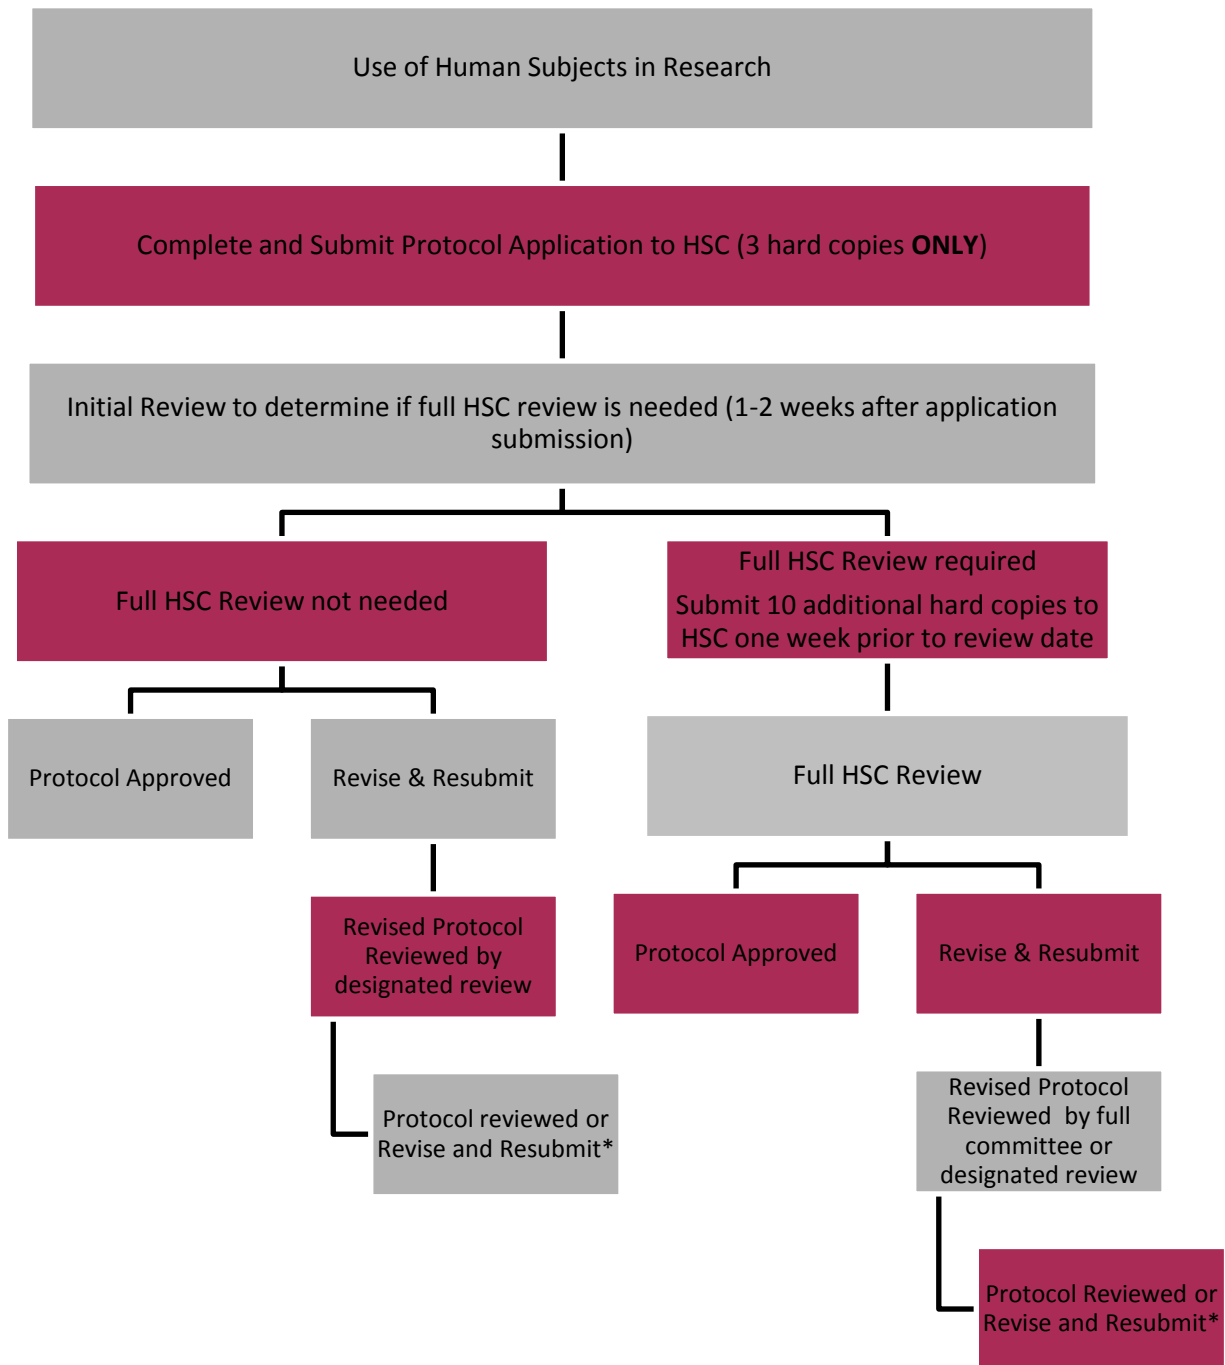 Use of Human Subjects in Research
Complete and Submit Protocol Application to HSC (3 hard copies ONLY)
Initial Review to determine if full HSC review is needed (1-2 weeks after application
submission)
Full HSC Review not needed
Full HSC Review required
Submit 10 additional hard copies to
HSC one week prior to review date
Protocol Approved
Revise & Resubmit
Full HSC Review
Revised Protocol
Reviewed by
designated review
Protocol Approved
Revise & Resubmit
Protocol reviewed or
Revise and Resubmit*
Revised Protocol
Reviewed by full
committee or
designated review
Protocol Reviewed or
Revise and Resubmit*